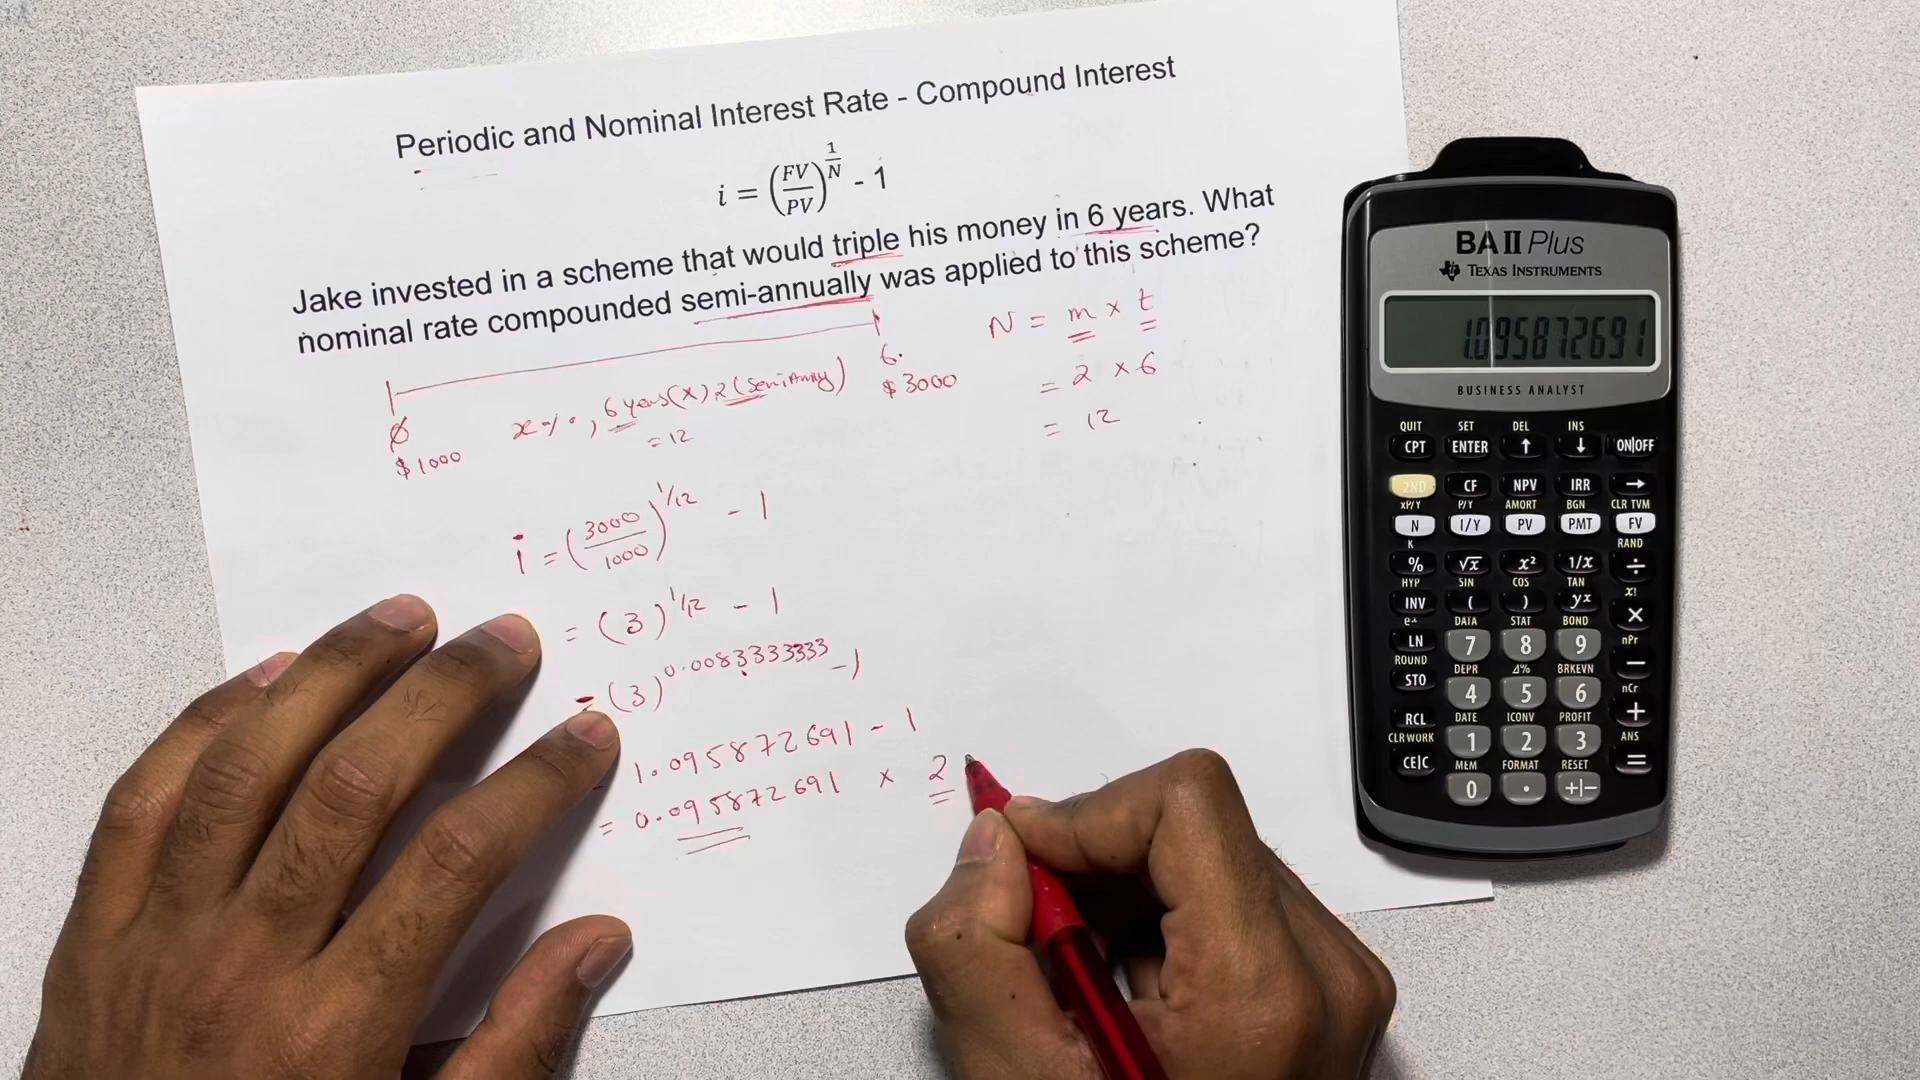 Periodic and Nominal Interest Rate - Compound Interest
i = (FV/PV)^(1/N) - 1
Jake invested in a scheme that would triple his money in 6 years. What
nominal rate compounded semi-annually was applied to this scheme?
N = m × t
= 2 × 6
= 12
0
$1000
x%, 6 years(x) 2
= 12
6.
$3000
i = (3000/1000)^(1/12) - 1
= (3)^(1/12) - 1
= (3)^0.0083333333 - 1
1.095872691 - 1
= 0.095872691 × 2
BA II Plus
TEXAS INSTRUMENTS
1.095872691
BUSINESS ANALYST
QUIT SET DEL INS
CPT ENTER ↑ ↓ ON|OFF
2ND CF NPV IRR →
xP/Y P/Y AMORT BGN CLR TVM
N I/Y PV PMT FV
K RAND
% √x x² 1/x ÷
HYP SIN COS TAN x!
INV ( ) yx ×
DATA STAT BOND nPr
LN 7 8 9 −
ROUND DEPR Δ% BRKEVN nCr
STO 4 5 6 +
DATE ICONV PROFIT ANS
RCL 1 2 3 =
CLR WORK MEM FORMAT RESET
CE|C 0 . +|−